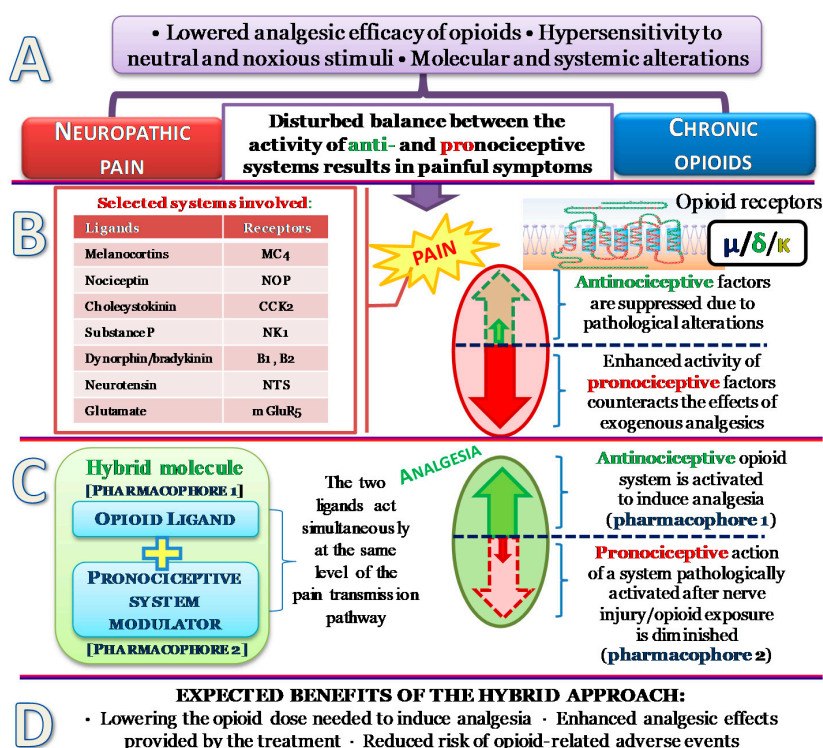 A
• Lowered analgesic efficacy of opioids • Hypersensitivity to
neutral and noxious stimuli • Molecular and systemic alterations
NEUROPATHIC
PAIN
Disturbed balance between the
activity of anti- and pronociceptive
systems results in painful symptoms
CHRONIC
OPIOIDS
B
Selected systems involved:
Ligands Receptors
Melanocortins MC4
Nociceptin NOP
Cholecystokinin CCK2
Substance P NK1
Dynorphin/bradykinin B1, B2
Neurotensin NTS
Glutamate mGluR5
PAIN
Opioid receptors
μ/δ/κ
Antinociceptive factors
are suppressed due to
pathological alterations
Enhanced activity of
pronociceptive factors
counteracts the effects of
exogenous analgesics
C
Hybrid molecule
[PHARMACOPHORE 1]
OPIOID LIGAND
PRONOCICEPTIVE
SYSTEM
MODULATOR
[PHARMACOPHORE 2]
The two
ligands act
simultaneously
at the same
level of the
pain transmission
pathway
ANALGESIA
Antinociceptive opioid
system is activated
to induce analgesia
(pharmacophore 1)
Pronociceptive action
of a system pathologically
activated after nerve
injury/opioid exposure
is diminished
(pharmacophore 2)
D
EXPECTED BENEFITS OF THE HYBRID APPROACH:
· Lowering the opioid dose needed to induce analgesia · Enhanced analgesic effects
provided by the treatment · Reduced risk of opioid-related adverse events